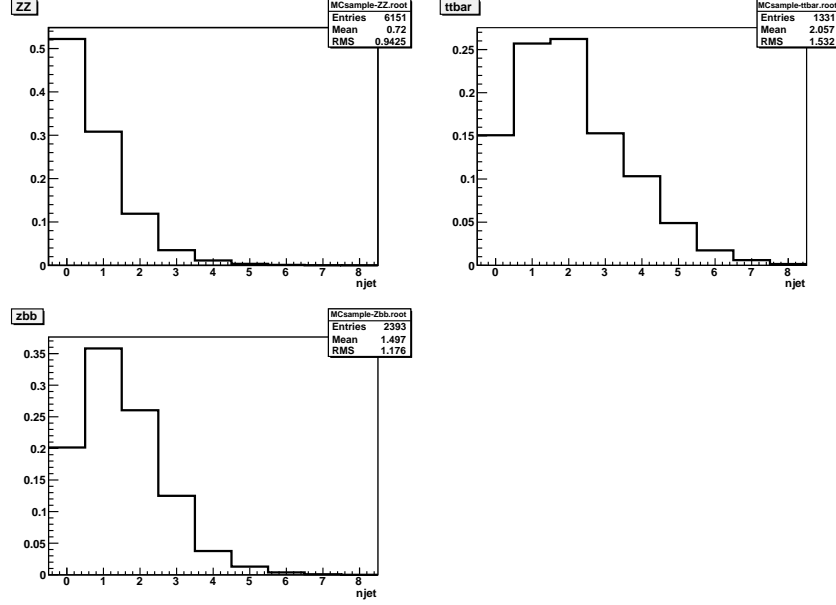 ZZ
MCsample-ZZ.root
Entries 6151
Mean 0.72
RMS 0.9425
0.5
0.4
0.3
0.2
0.1
0
0 1 2 3 4 5 6 7 8
njet
ttbar
MCsample-ttbar.root
Entries 1331
Mean 2.057
RMS 1.532
0.25
0.2
0.15
0.1
0.05
0
0 1 2 3 4 5 6 7 8
njet
zbb
MCsample-Zbb.root
Entries 2393
Mean 1.497
RMS 1.176
0.35
0.3
0.25
0.2
0.15
0.1
0.05
0
0 1 2 3 4 5 6 7 8
njet